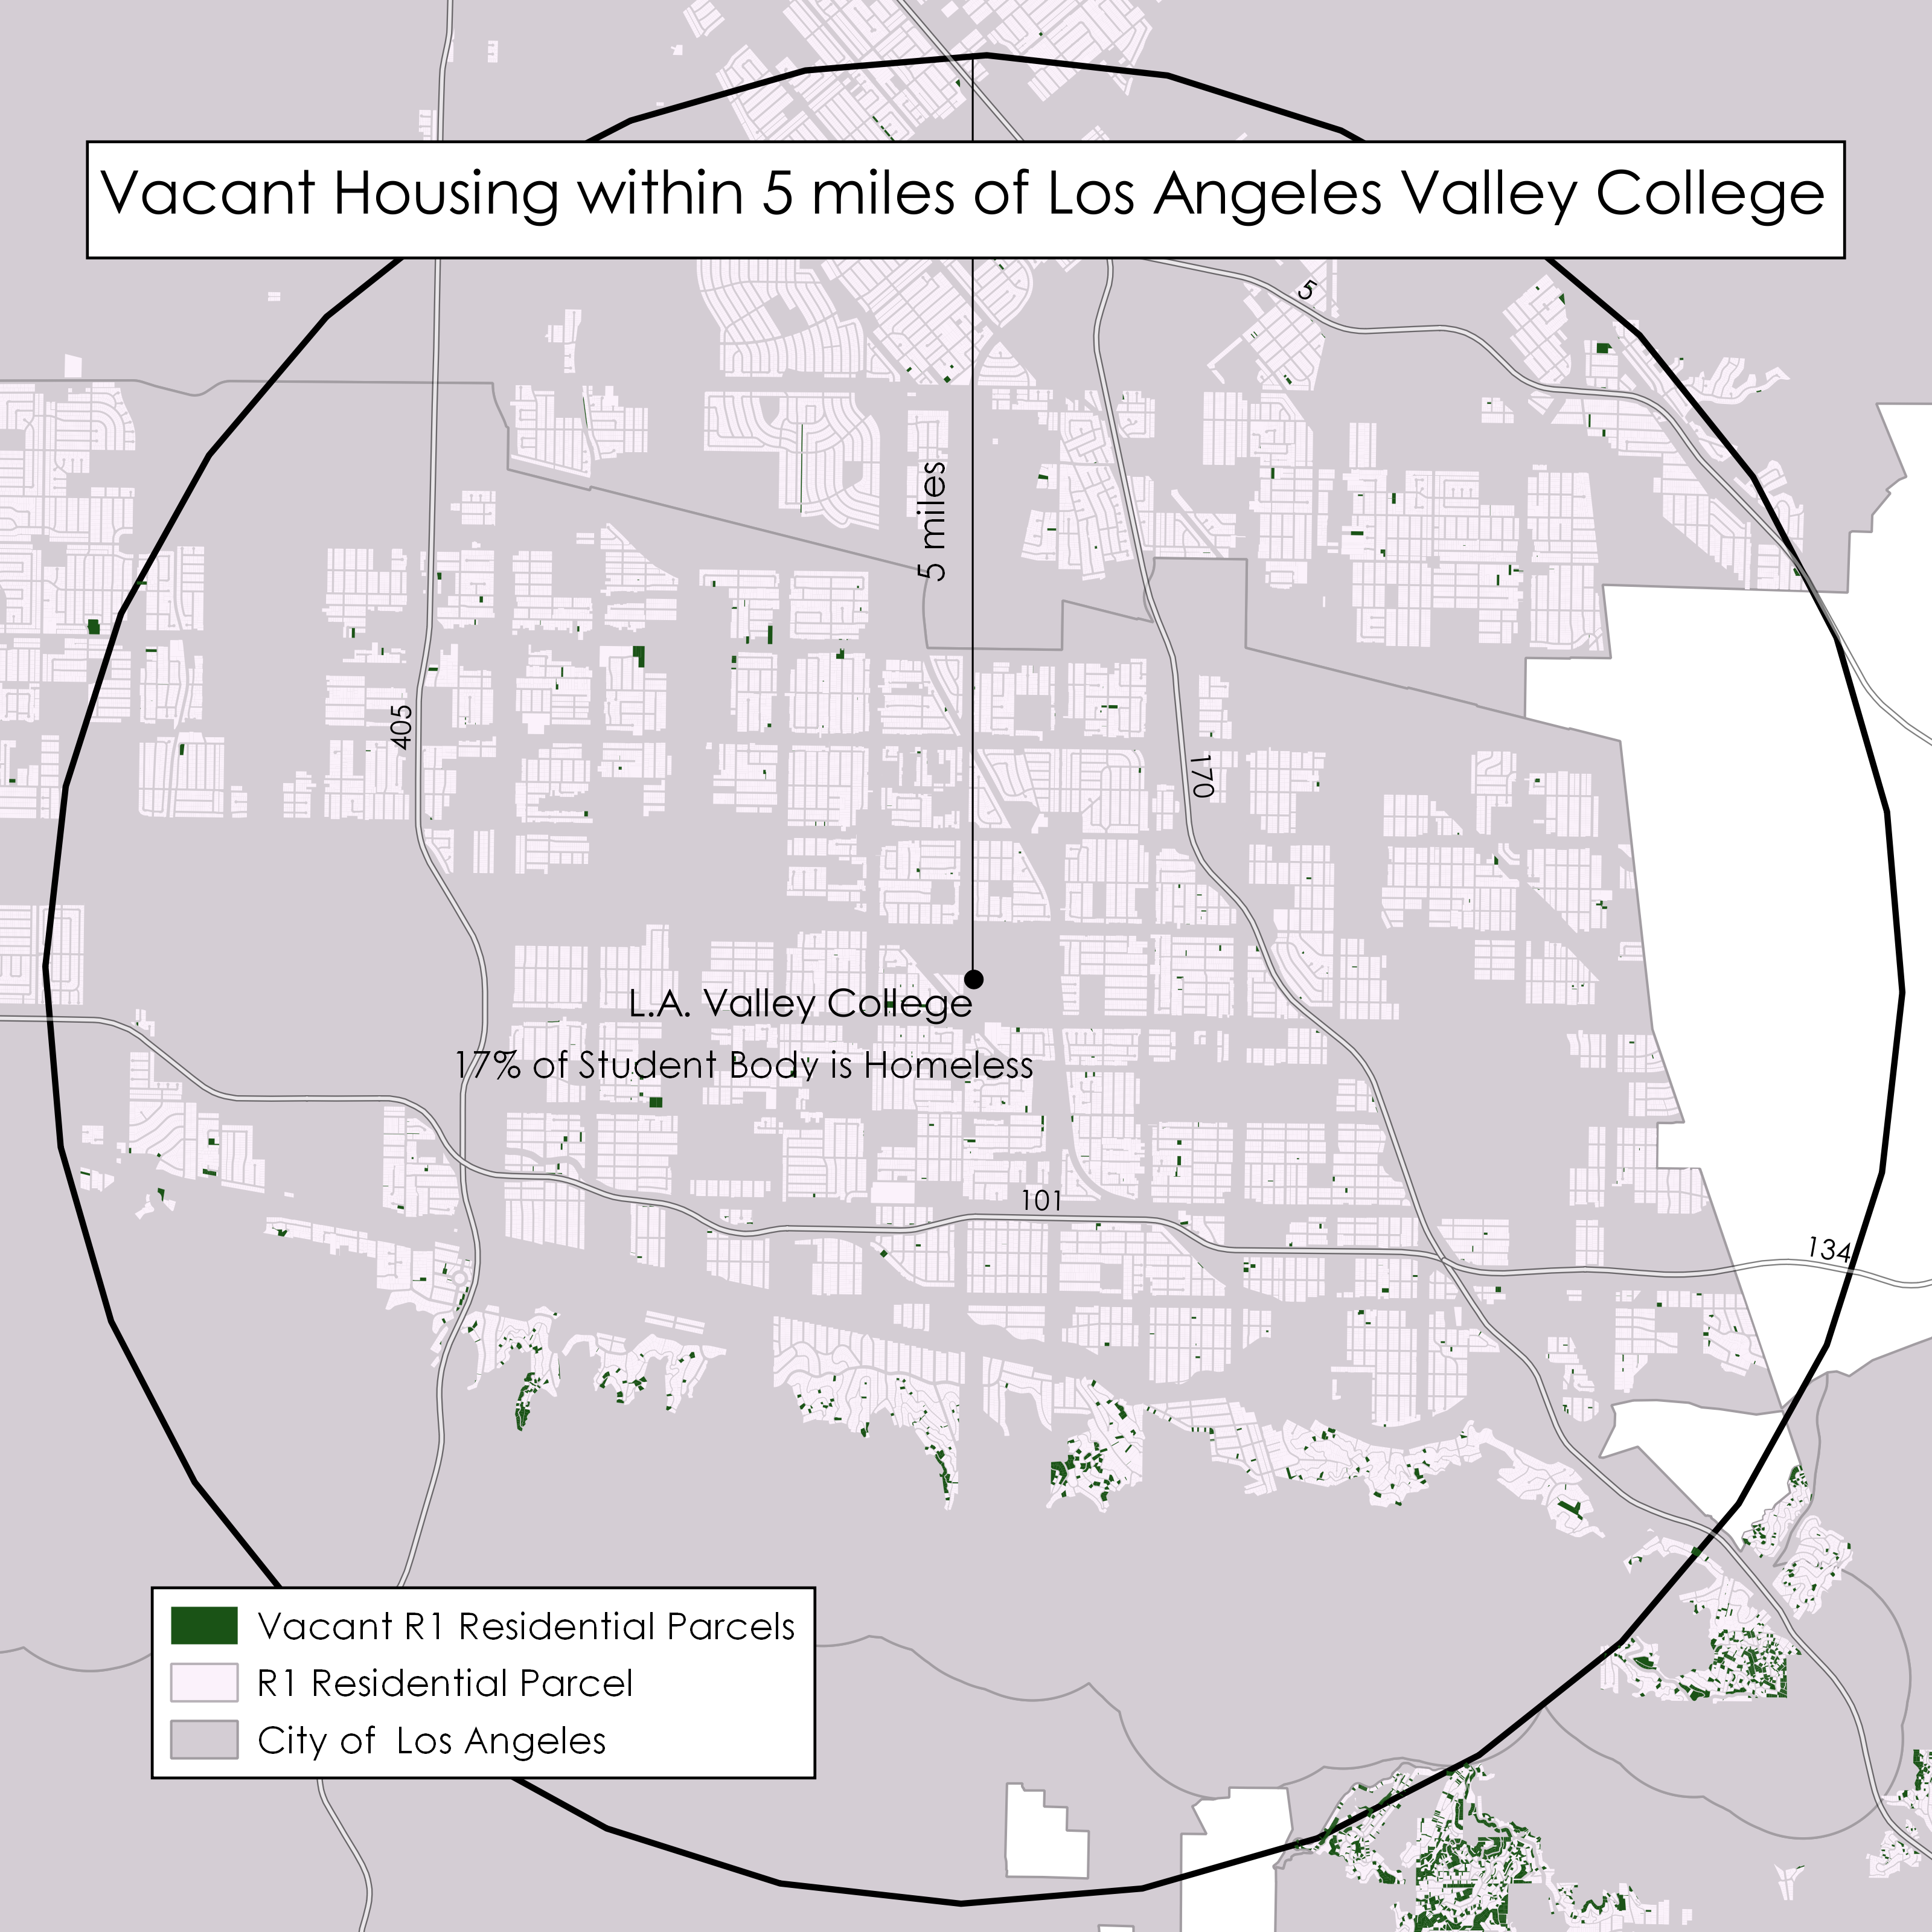 Vacant Housing within 5 miles of Los Angeles Valley College
5
5 miles
405
170
L.A. Valley College
17% of Student Body is Homeless
101
134
Vacant R1 Residential Parcels
R1 Residential Parcel
City of  Los Angeles